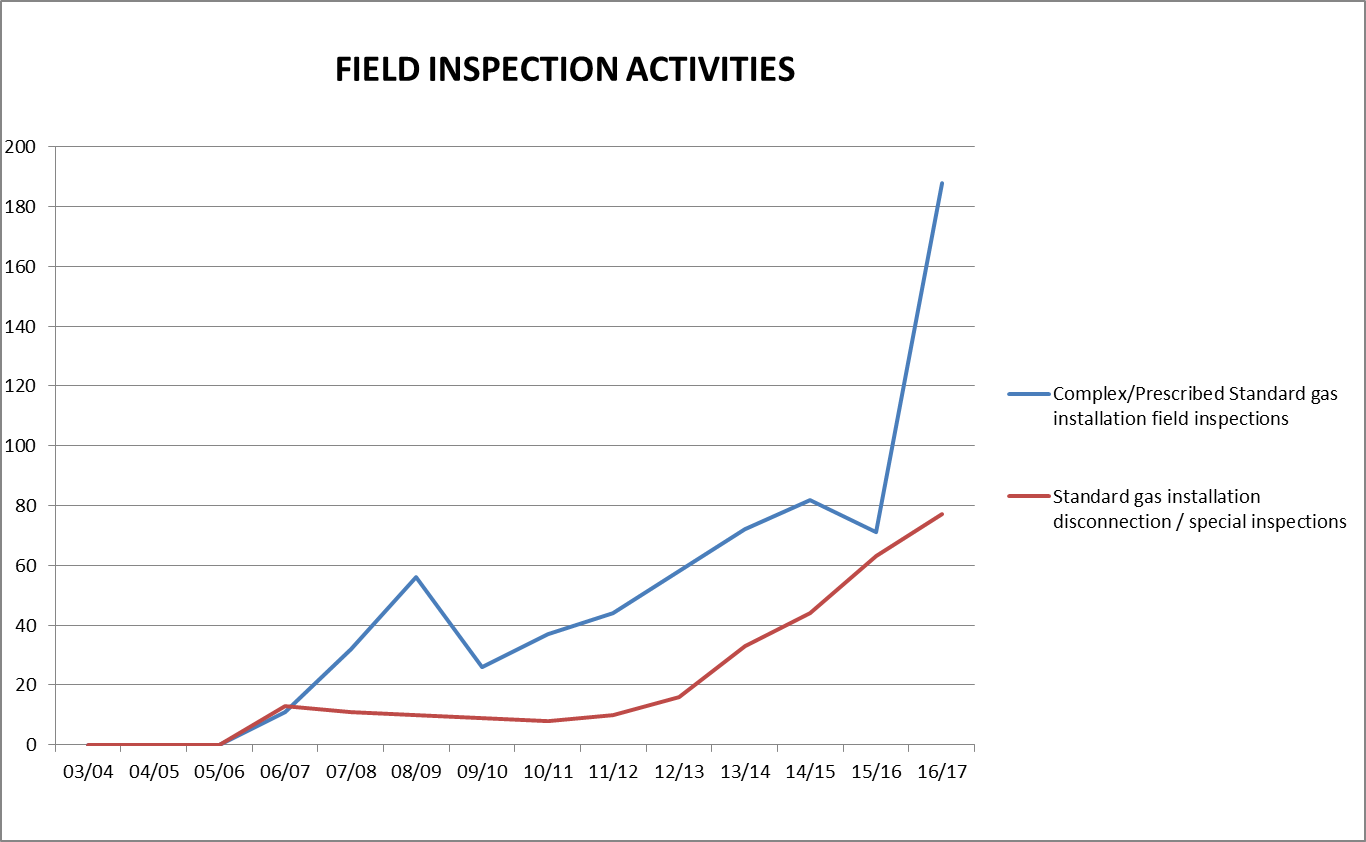 FIELD INSPECTION ACTIVITIES
200
180
160
140
120
100
80
60
40
20
0
03/04 04/05 05/06 06/07 07/08 08/09 09/10 10/11 11/12 12/13 13/14 14/15 15/16 16/17
Complex/Prescribed Standard gas
installation field inspections
Standard gas installation
disconnection / special inspections